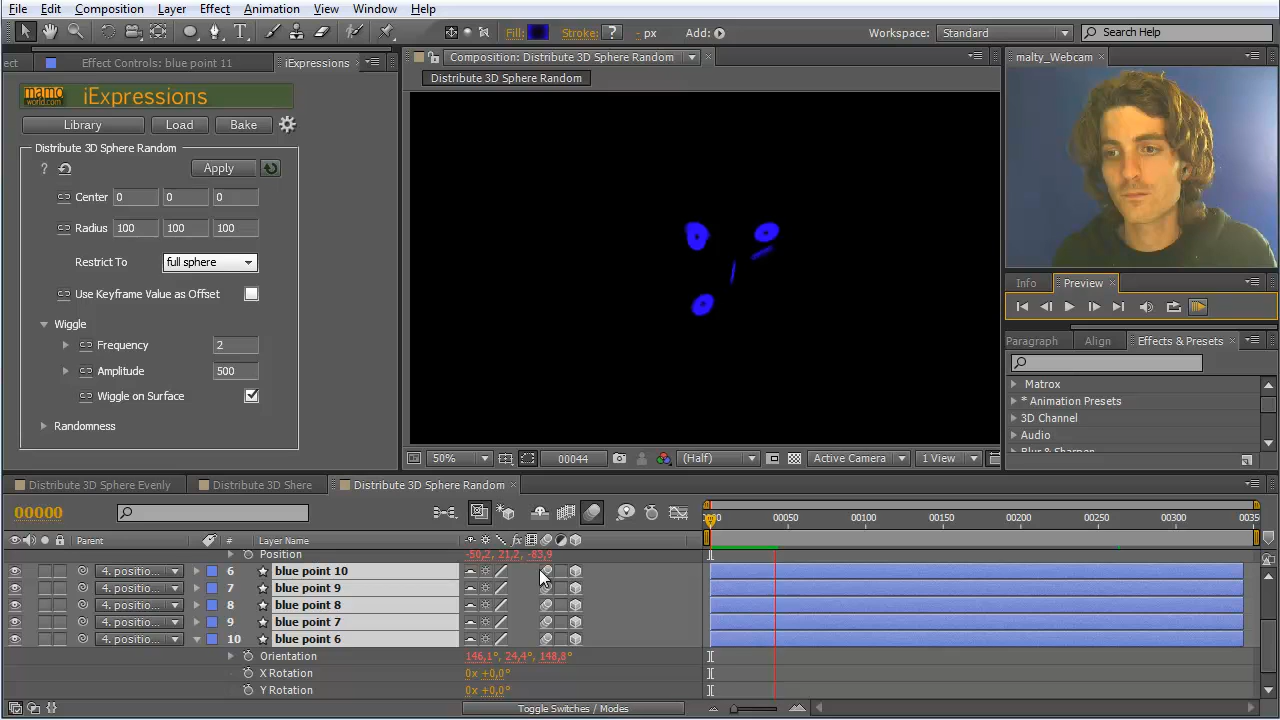 File Edit Composition Layer Effect Animation View Window Help
Fill: Stroke: ? - px Add: Workspace: Standard Search Help
ect Effect Controls: blue point 11 iExpressions
Composition: Distribute 3D Sphere Random
malty_Webcam
Distribute 3D Sphere Random
mamo
world.com
iExpressions
Library Load Bake
Distribute 3D Sphere Random
? Apply
Center 0 0 0
Radius 100 100 100
Restrict To full sphere
Use Keyframe Value as Offset
Wiggle
Frequency 2
Amplitude 500
Wiggle on Surface
Randomness
Info Preview
Paragraph Align Effects & Presets
Matrox
* Animation Presets
3D Channel
Audio
Blur & Sharpen
50% 00044 (Half) Active Camera 1 View
Distribute 3D Sphere Evenly Distribute 3D Shere Distribute 3D Sphere Random
00000
00 00050 00100 00150 00200 00250 00300 0035
Parent # Layer Name fx
Position -50,2, 21,2, -83,9
6 blue point 10 4. positio...
7 blue point 9 4. positio...
8 blue point 8 4. positio...
9 blue point 7 4. positio...
10 blue point 6 4. positio...
Orientation 146,1°, 24,4°, 148,8°
X Rotation 0x +0,0°
Y Rotation 0x +0,0°
Toggle Switches / Modes